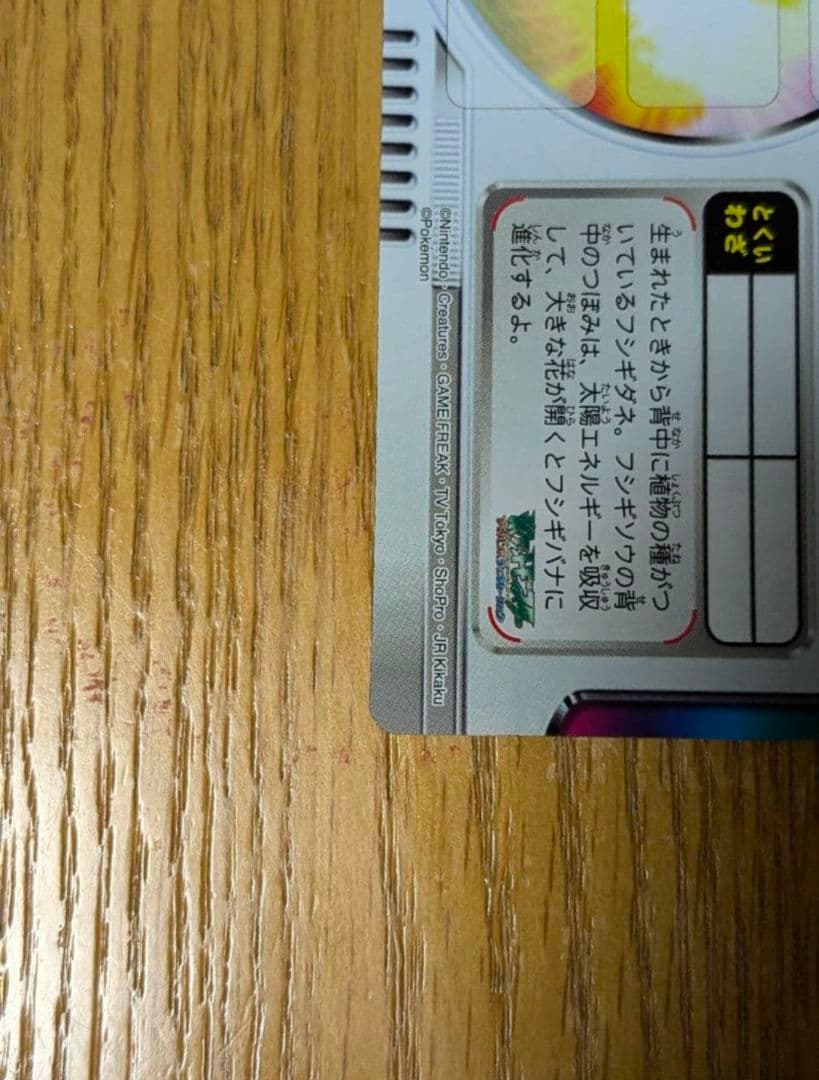 とくい
わざ
生まれたときから背中に植物の種がつ
いているフシギダネ。フシギソウの背
中のつぼみは、太陽エネルギーを吸収
して、大きな花が開くとフシギバナに
進化するよ。
©Nintendo・Creatures・GAME FREAK・TV Tokyo・ShoPro・JR Kikaku
©Pokémon